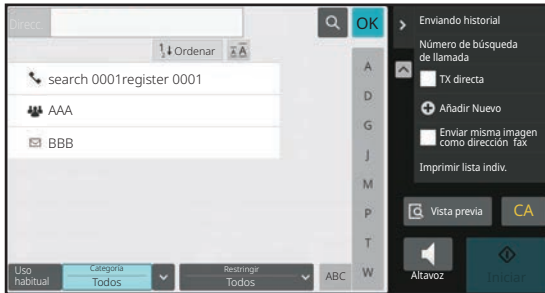 Direcc.
OK
Ordenar
search 0001register 0001
AAA
BBB
A
D
G
J
M
P
T
W
Uso
habitual
Categoría
Todos
Restringir
Todos
ABC
Enviando historial
Número de búsqueda
de llamada
TX directa
Añadir Nuevo
Enviar misma imagen
como dirección fax
Imprimir lista indiv.
Vista previa
CA
Altavoz
Iniciar